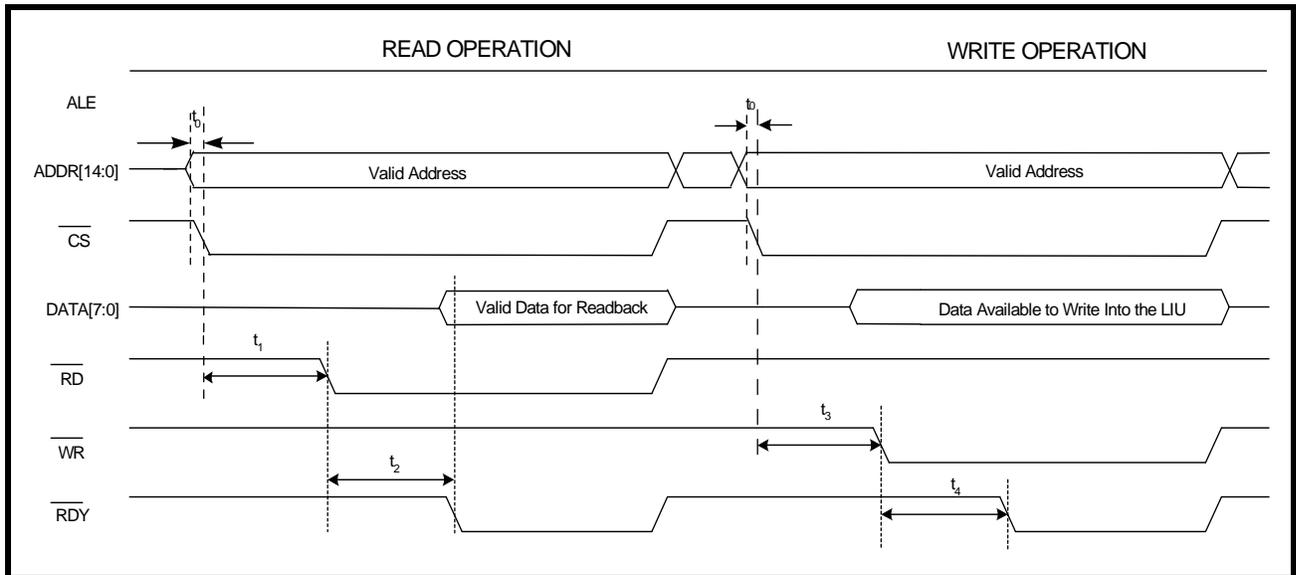 READ OPERATION
WRITE OPERATION
ALE
t0
t0
ADDR[14:0]
Valid Address
Valid Address
CS
DATA[7:0]
Valid Data for Readback
Data Available to Write Into the LIU
t1
RD
t3
WR
t2
t4
RDY